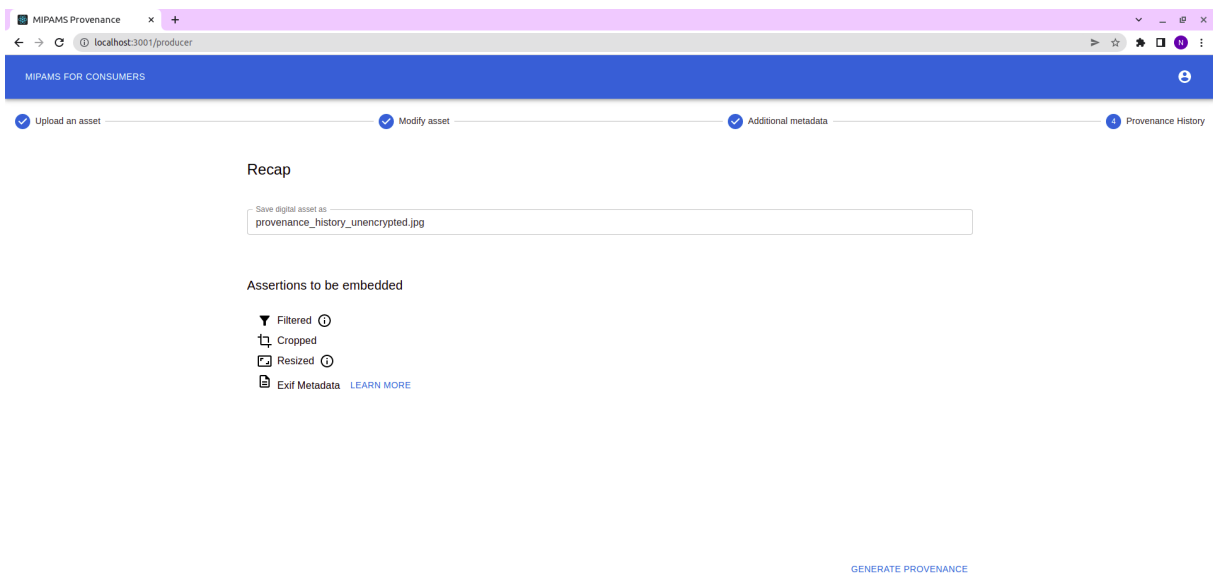 MIPAMS Provenance
localhost:3001/producer
N
MIPAMS FOR CONSUMERS
Upload an asset
Modify asset
Additional metadata
4 Provenance History
Recap
Save digital asset as
provenance_history_unencrypted.jpg
Assertions to be embedded
Filtered
Cropped
Resized
Exif Metadata LEARN MORE
GENERATE PROVENANCE